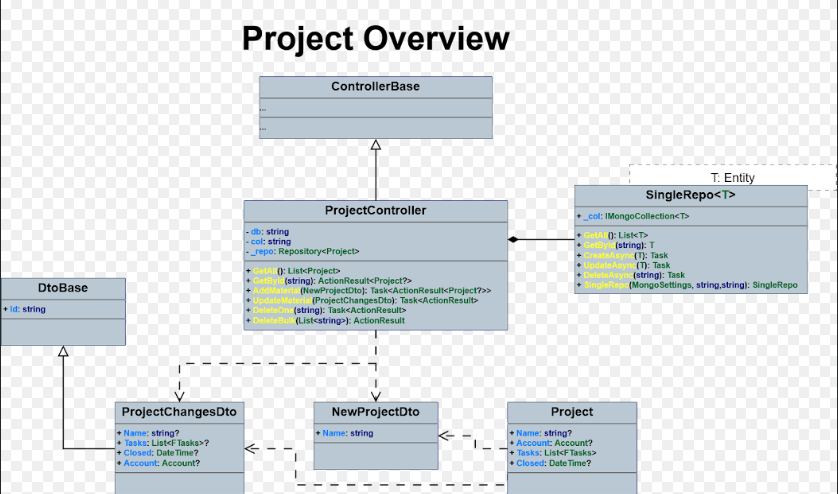 Project Overview
ControllerBase
...
...
T: Entity
SingleRepo<T>
+ _col: IMongoCollection<T>
+ GetAll(): List<T>
+ GetById(string): T
+ CreateAsync(T): Task
+ UpdateAsync(T): Task
+ DeleteAsync(string): Task
+ SingleRepo(MongoSettings, string,string): SingleRepo
ProjectController
- db: string
- col: string
- _repo: Repository<Project>
+ GetAll(): List<Project>
+ GetById(string): ActionResult<Project?>
+ AddMaterial(NewProjectDto): Task<ActionResult<Project?>>
+ UpdateMaterial(ProjectChangesDto): Task<ActionResult>
+ DeleteOne(string): Task<ActionResult>
+ DeleteBulk(List<string>): ActionResult
DtoBase
+ Id: string
ProjectChangesDto
+ Name: string?
+ Tasks: List<FTasks>?
+ Closed: DateTime?
+ Account: Account?
NewProjectDto
+ Name: string
Project
+ Name: string?
+ Account: Account?
+ Tasks: List<FTasks>
+ Closed: DateTime?